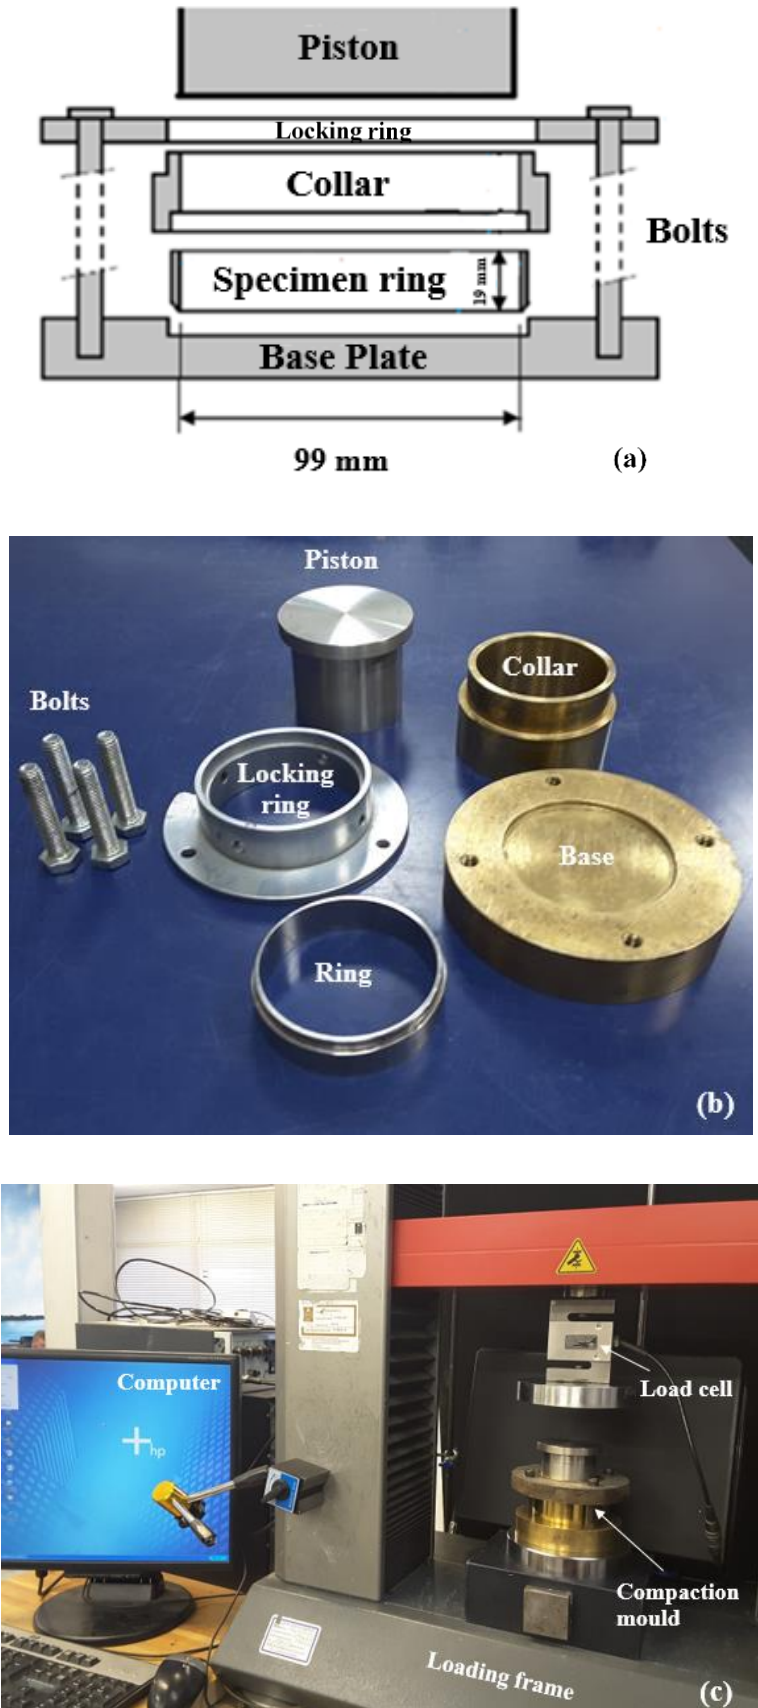 Piston
Locking ring
Collar
Bolts
Specimen ring
19 mm
Base Plate
99 mm
(a)
Piston
Collar
Bolts
Locking
ring
Base
Ring
(b)
Computer
hp
Load cell
Compaction
mould
Loading frame
(c)